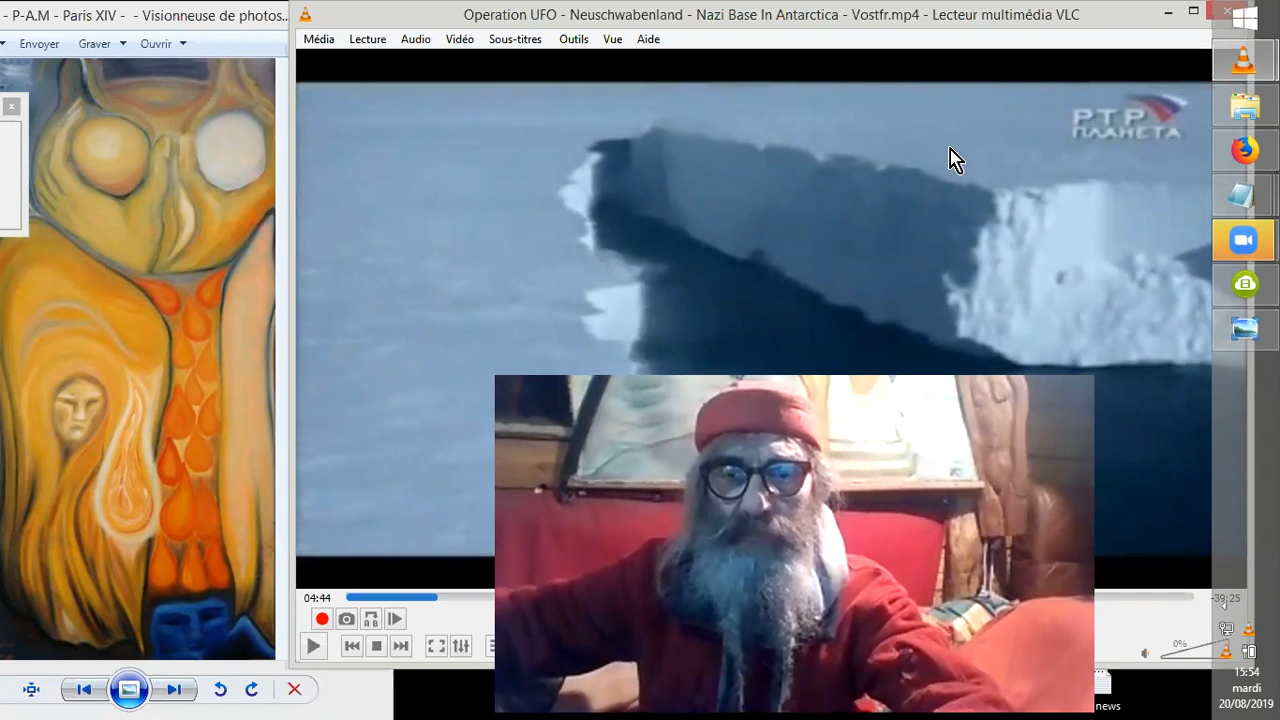 - P-A-M - Paris XIV - - Visionneuse de photos...
Envoyer Graver Ouvrir
x
Operation UFO - Neuschwabenland - Nazi Base In Antarctica - Vostfr.mp4 - Lecteur multimédia VLC
Média Lecture Audio Vidéo Sous-titres Outils Vue Aide
РТР
ПЛАНЕТА
04:44
-39:25
A B
0%
news
15:54
mardi
20/08/2019